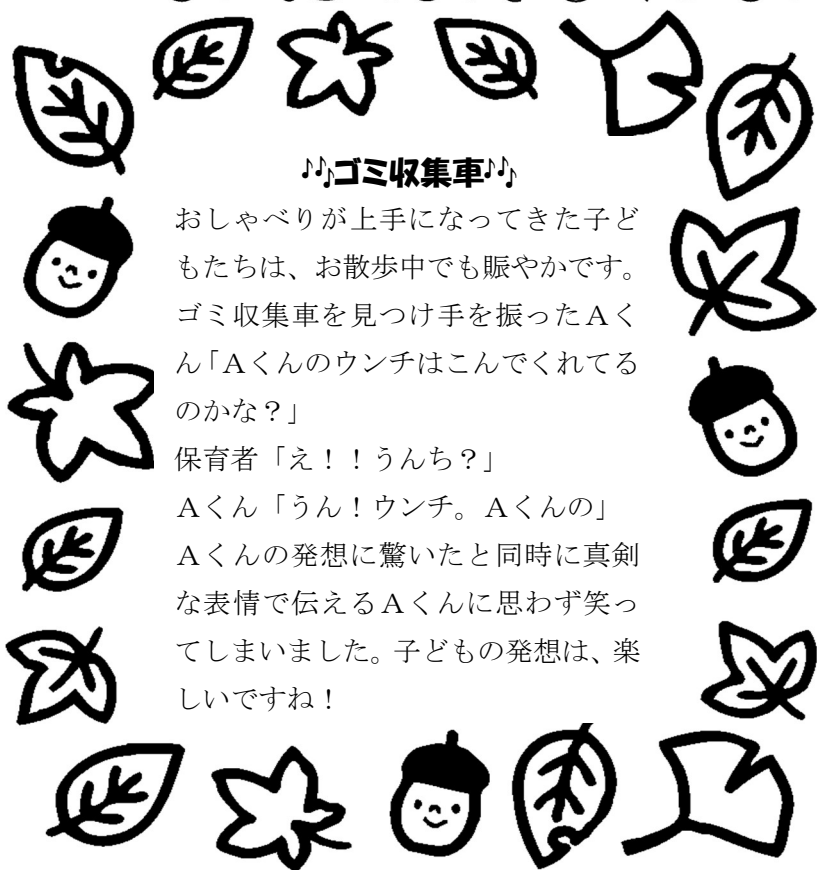 ♪♪ゴミ収集車♪♪
おしゃべりが上手になってきた子ど
もたちは、お散歩中でも賑やかです。
ゴミ収集車を見つけ手を振ったAく
ん「Aくんのウンチはこんでくれてる
のかな？」
保育者「え！！うんち？」
Aくん「うん！ウンチ。Aくんの」
Aくんの発想に驚いたと同時に真剣
な表情で伝えるAくんに思わず笑っ
てしまいました。子どもの発想は、楽
しいですね！